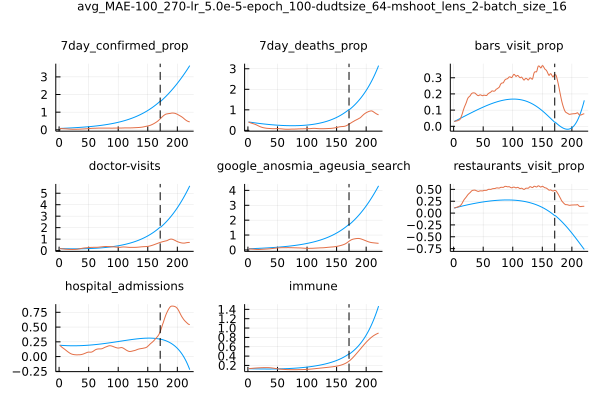 avg_MAE-100_270-lr_5.0e-5-epoch_100-dudtsize_64-mshoot_lens_2-batch_size_16
7day_confirmed_prop
7day_deaths_prop
bars_visit_prop
3
2
1
0
3
2
1
0
0.3
0.2
0.1
0.0
0 50 100 150 200
0 50 100 150 200
0 50 100 150 200
doctor-visits
google_anosmia_ageusia_search
restaurants_visit_prop
5
4
3
2
1
0
4
3
2
1
0
0.50
0.25
0.00
−0.25
−0.50
−0.75
0 50 100 150 200
0 50 100 150 200
0 50 100 150 200
hospital_admissions
immune
0.75
0.50
0.25
0.00
−0.25
1.4
1.2
1.0
0.8
0.6
0.4
0.2
0 50 100 150 200
0 50 100 150 200